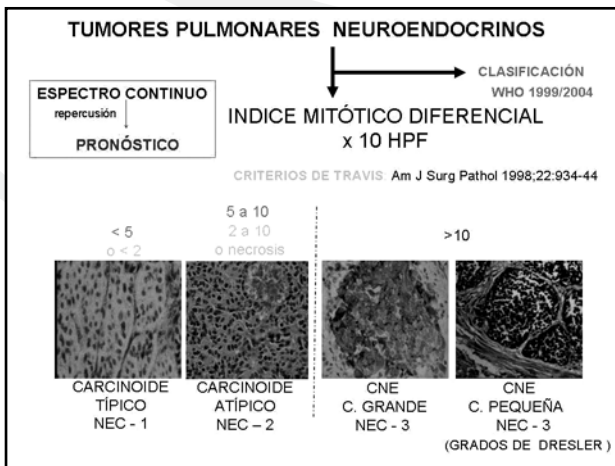 TUMORES PULMONARES NEUROENDOCRINOS
CLASIFICACIÓN
WHO 1999/2004
ESPECTRO CONTINUO
repercusión
PRONÓSTICO
INDICE MITÓTICO DIFERENCIAL
x 10 HPF
CRITERIOS DE TRAVIS: Am J Surg Pathol 1998;22:934-44
< 5
o < 2
5 a 10
2 a 10
o necrosis
>10
CARCINOIDE
TÍPICO
NEC - 1
CARCINOIDE
ATÍPICO
NEC – 2
CNE
C. GRANDE
NEC - 3
CNE
C. PEQUEÑA
NEC - 3
(GRADOS DE DRESLER )